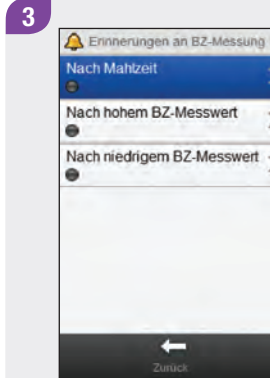 3
Erinnerungen an BZ-Messung
Nach Mahlzeit
Nach hohem BZ-Messwert
Nach niedrigem BZ-Messwert
Zurück